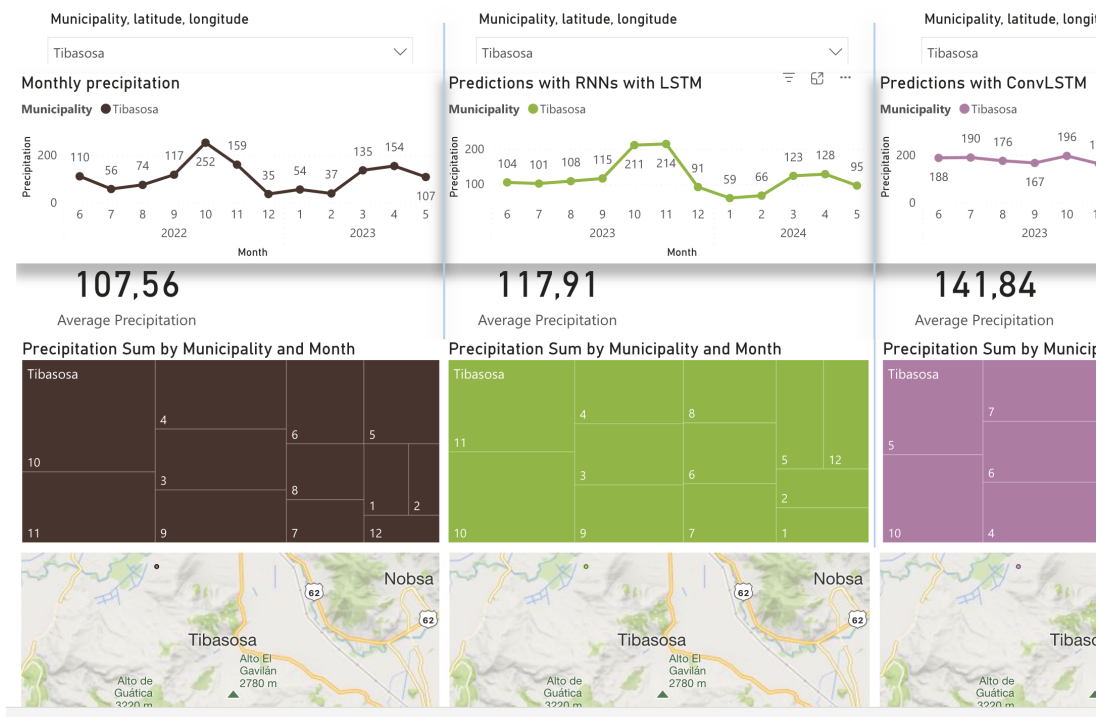 Municipality, latitude, longitude
Tibasosa
Monthly precipitation
Municipality Tibasosa
Precipitation
200
0
110 56 74 117 252 159 35 54 37 135 154 107
6 7 8 9 10 11 12 1 2 3 4 5
2022 2023
Month
107,56
Average Precipitation
Precipitation Sum by Municipality and Month
Tibasosa
10
11
4
3
9
6
8
7
5
1
2
12
Nobsa
62
62
Tibasosa
Alto El
Gavilán
2780 m
Alto de
Guática
3220 m
Municipality, latitude, longitude
Tibasosa
Predictions with RNNs with LSTM
Municipality Tibasosa
Precipitation
200
100
104 101 108 115 211 214 91 59 66 123 128 95
6 7 8 9 10 11 12 1 2 3 4 5
2023 2024
Month
117,91
Average Precipitation
Precipitation Sum by Municipality and Month
Tibasosa
11
10
4
3
9
8
6
7
5
12
2
1
Nobsa
62
62
Tibasosa
Alto El
Gavilán
2780 m
Alto de
Guática
3220 m
Municipality, latitude, longit
Tibasosa
Predictions with ConvLSTM
Municipality Tibasosa
Precipitation
200
0
188 190 176 167 196 1
6 7 8 9 10 1
2023
141,84
Average Precipitation
Precipitation Sum by Municip
Tibasosa
5
10
7
6
4
Tibaso
Alto de
Guática
3220 m